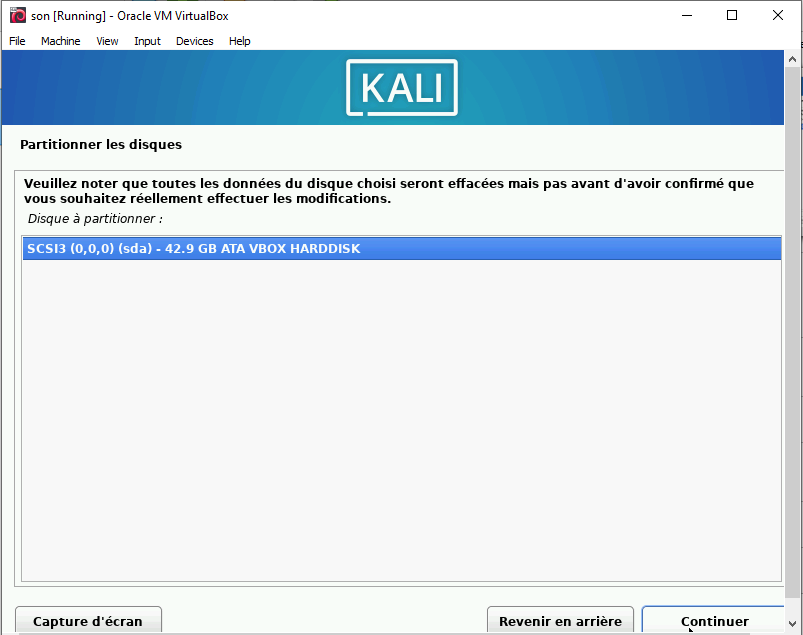 son [Running] - Oracle VM VirtualBox
File Machine View Input Devices Help
KALI
Partitionner les disques
Veuillez noter que toutes les données du disque choisi seront effacées mais pas avant d'avoir confirmé que
vous souhaitez réellement effectuer les modifications.
Disque à partitionner :
SCSI3 (0,0,0) (sda) - 42.9 GB ATA VBOX HARDDISK
Capture d'écran Revenir en arrière Continuer